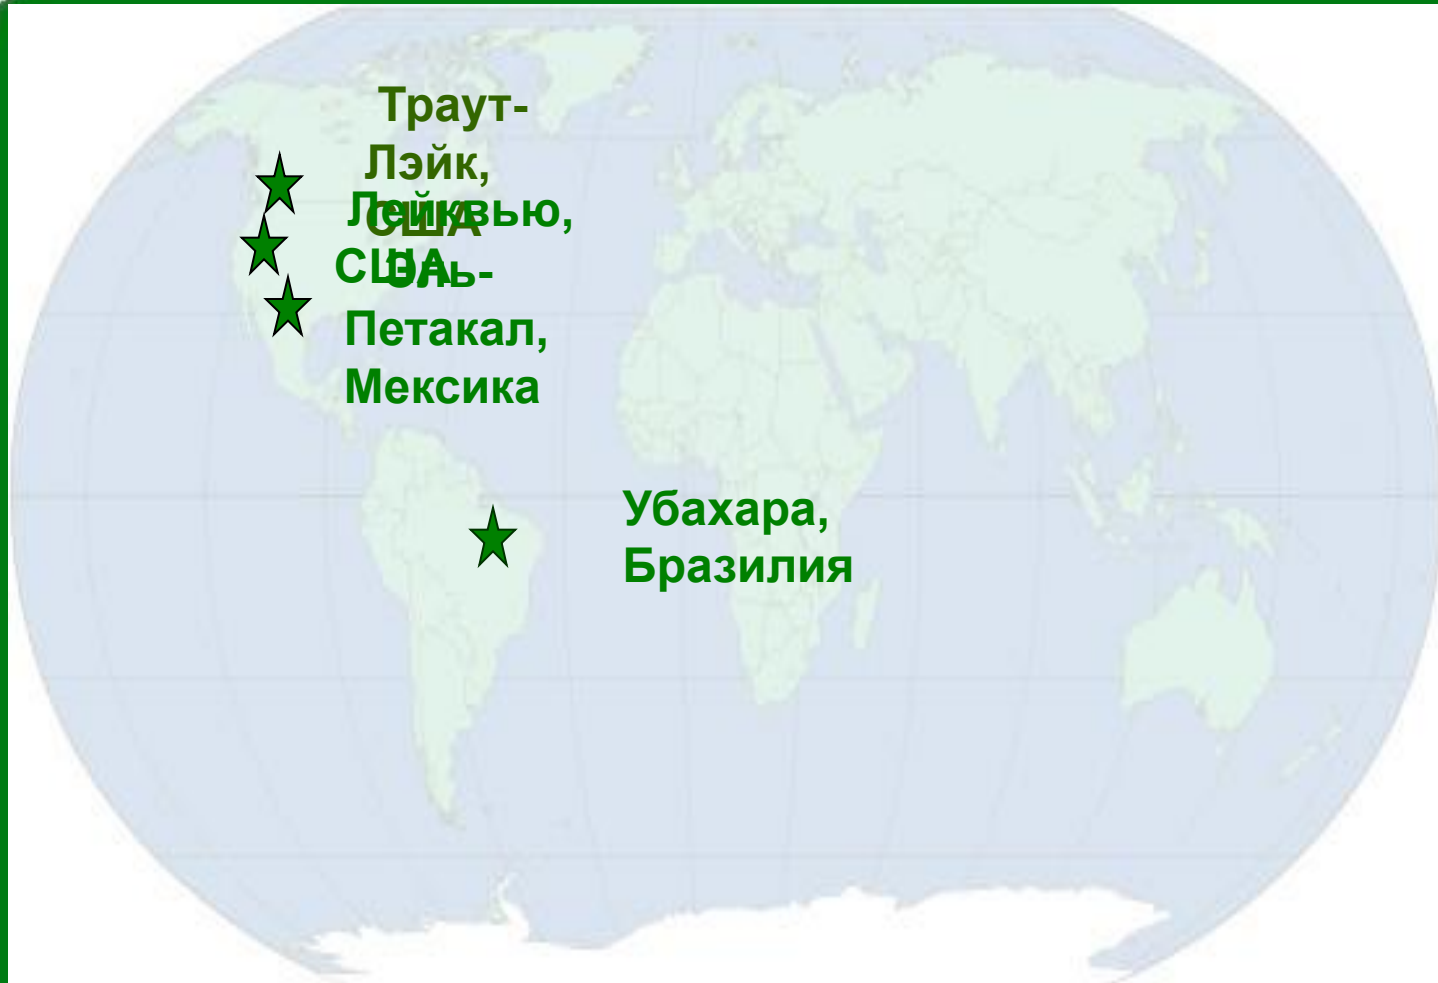 Траут-
Лэйк,
США
Лейквью,
США
Эль-
Петакал,
Мексика
Убахара,
Бразилия